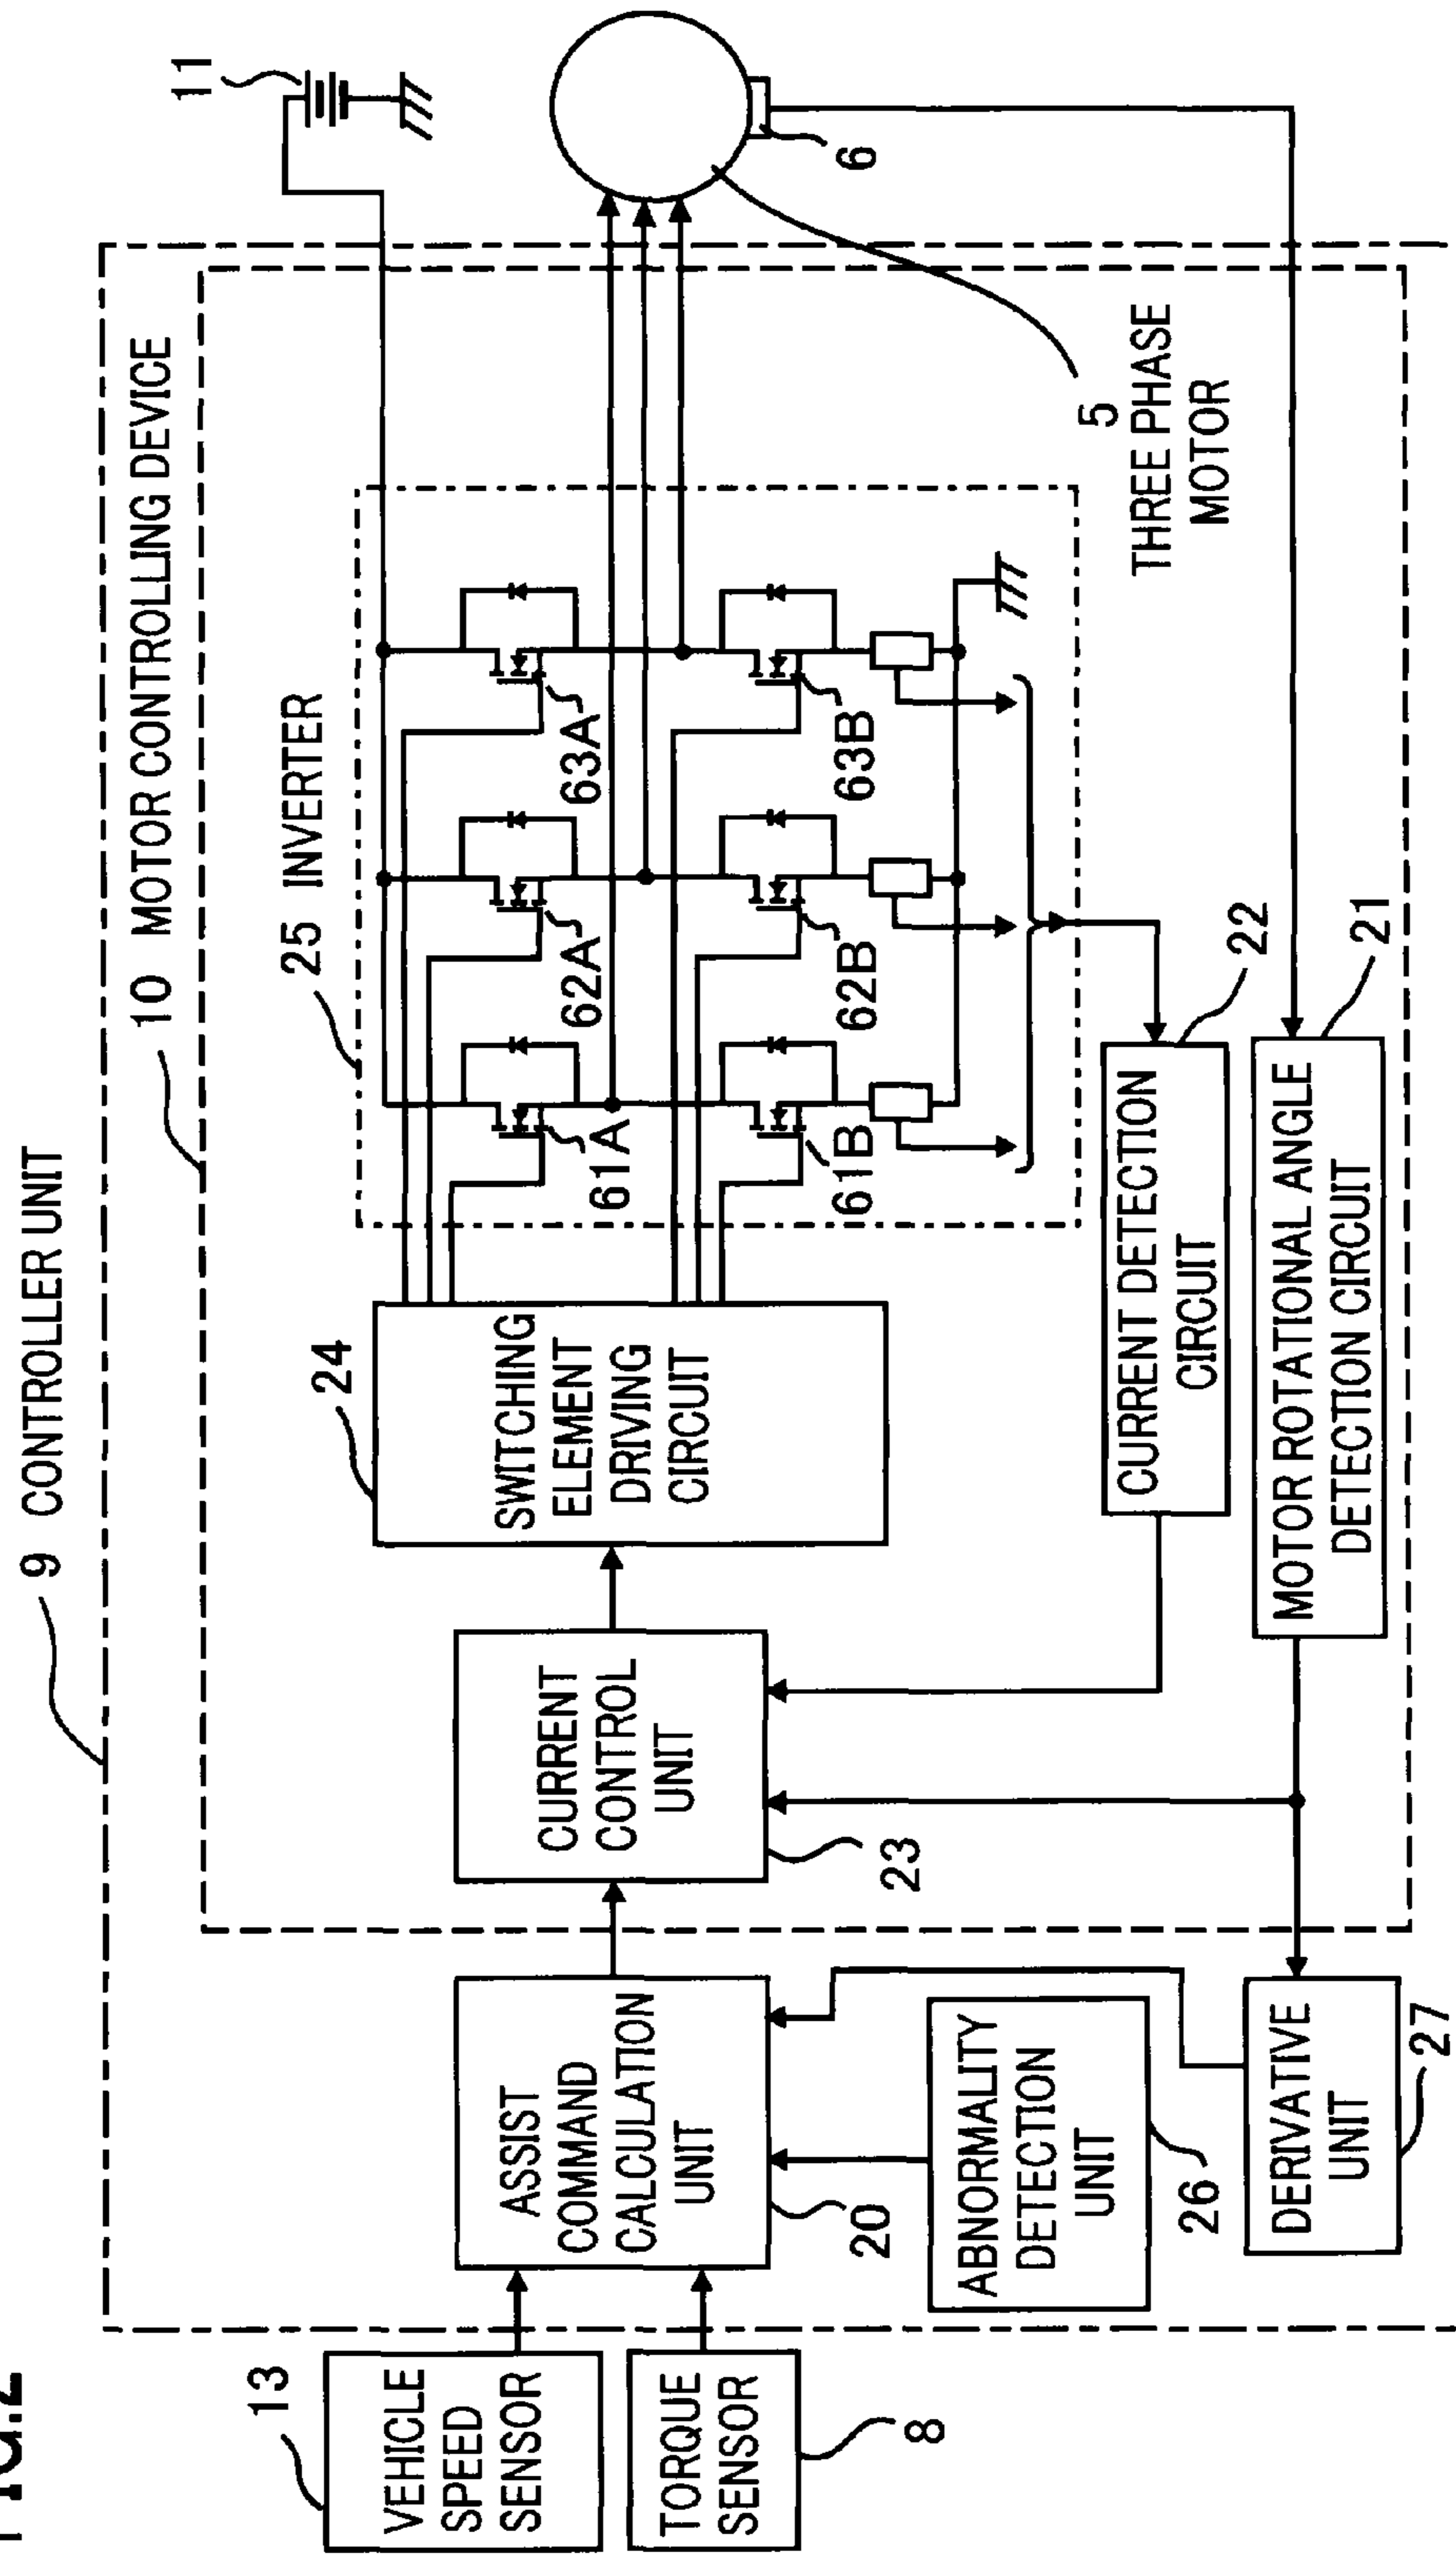 FIG.2
9 CONTROLLER UNIT
10 MOTOR CONTROLLING DEVICE
11
25 INVERTER
13
VEHICLE
SPEED
SENSOR
TORQUE
SENSOR
8
ASSIST
COMMAND
CALCULATION
UNIT
20
ABNORMALITY
DETECTION
UNIT
26
DERIVATIVE
UNIT
27
CURRENT
CONTROL
UNIT
23
24
SWITCHING
ELEMENT
DRIVING
CIRCUIT
61A
62A
63A
61B
62B
63B
CURRENT DETECTION
CIRCUIT
22
MOTOR ROTATIONAL ANGLE
DETECTION CIRCUIT
21
6
5
THREE PHASE
MOTOR